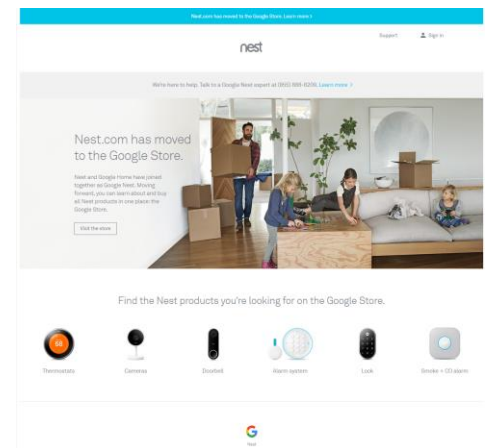 Nest.com has moved to the Google Store. Learn more >
nest
Support
Sign in
We're here to help. Talk to a Google Nest expert at Learn more >
Nest.com has moved
to the Google Store.
Nest and Google Home have joined
together as Google Nest. Moving
forward, you can learn about and buy
all Nest products in one place: the
Google Store.
Visit the store
Find the Nest products you're looking for on the Google Store.
Thermostats
Cameras
Doorbell
Alarm system
Lock
Smoke + CO alarm
G
nest